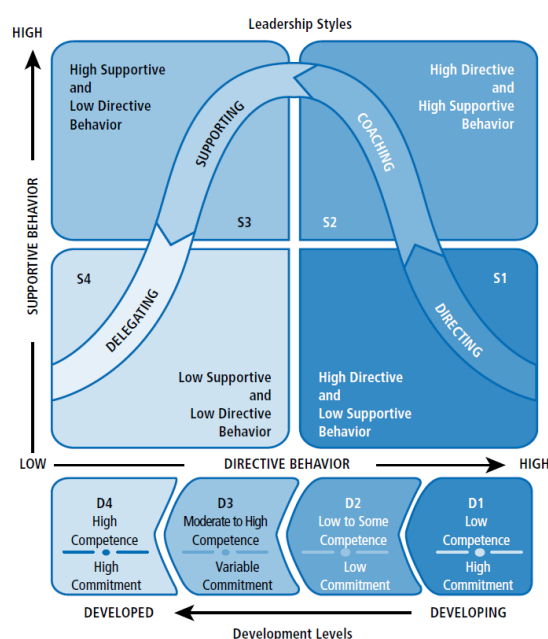 Leadership Styles
HIGH
SUPPORTIVE BEHAVIOR
High Supportive
and
Low Directive
Behavior
SUPPORTING
S3
High Directive
and
High Supportive
Behavior
COACHING
S2
S4
DELEGATING
Low Supportive
and
Low Directive
Behavior
S1
DIRECTING
High Directive
and
Low Supportive
Behavior
LOW
DIRECTIVE BEHAVIOR
HIGH
D4
High
Competence
High
Commitment
D3
Moderate to High
Competence
Variable
Commitment
D2
Low to Some
Competence
Low
Commitment
D1
Low
Competence
High
Commitment
DEVELOPED
DEVELOPING
Development Levels